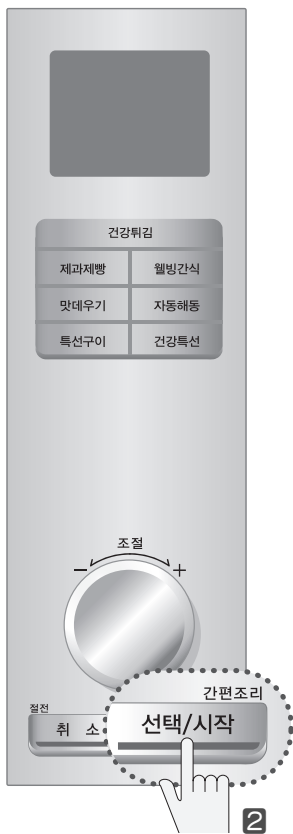 건강튀김
제과제빵 웰빙간식
맛데우기 자동해동
특선구이 건강특선
조절
− +
간편조리
절전
취 소 선택/시작
2